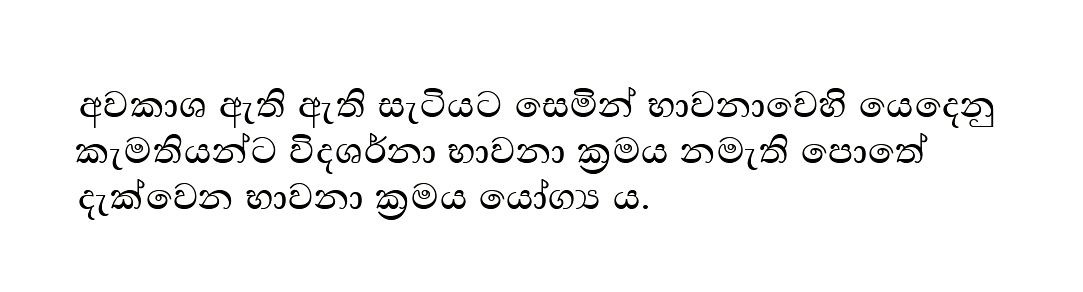 අවකාශ ඇති ඇති සැටියට සෙමින් භාවනාවෙහි යෙදෙනු
කැමතියන්ට විදශර්නා භාවනා ක්‍රමය නමැති පොතේ
දැක්වෙන භාවනා ක්‍රමය යෝග්‍ය ය.